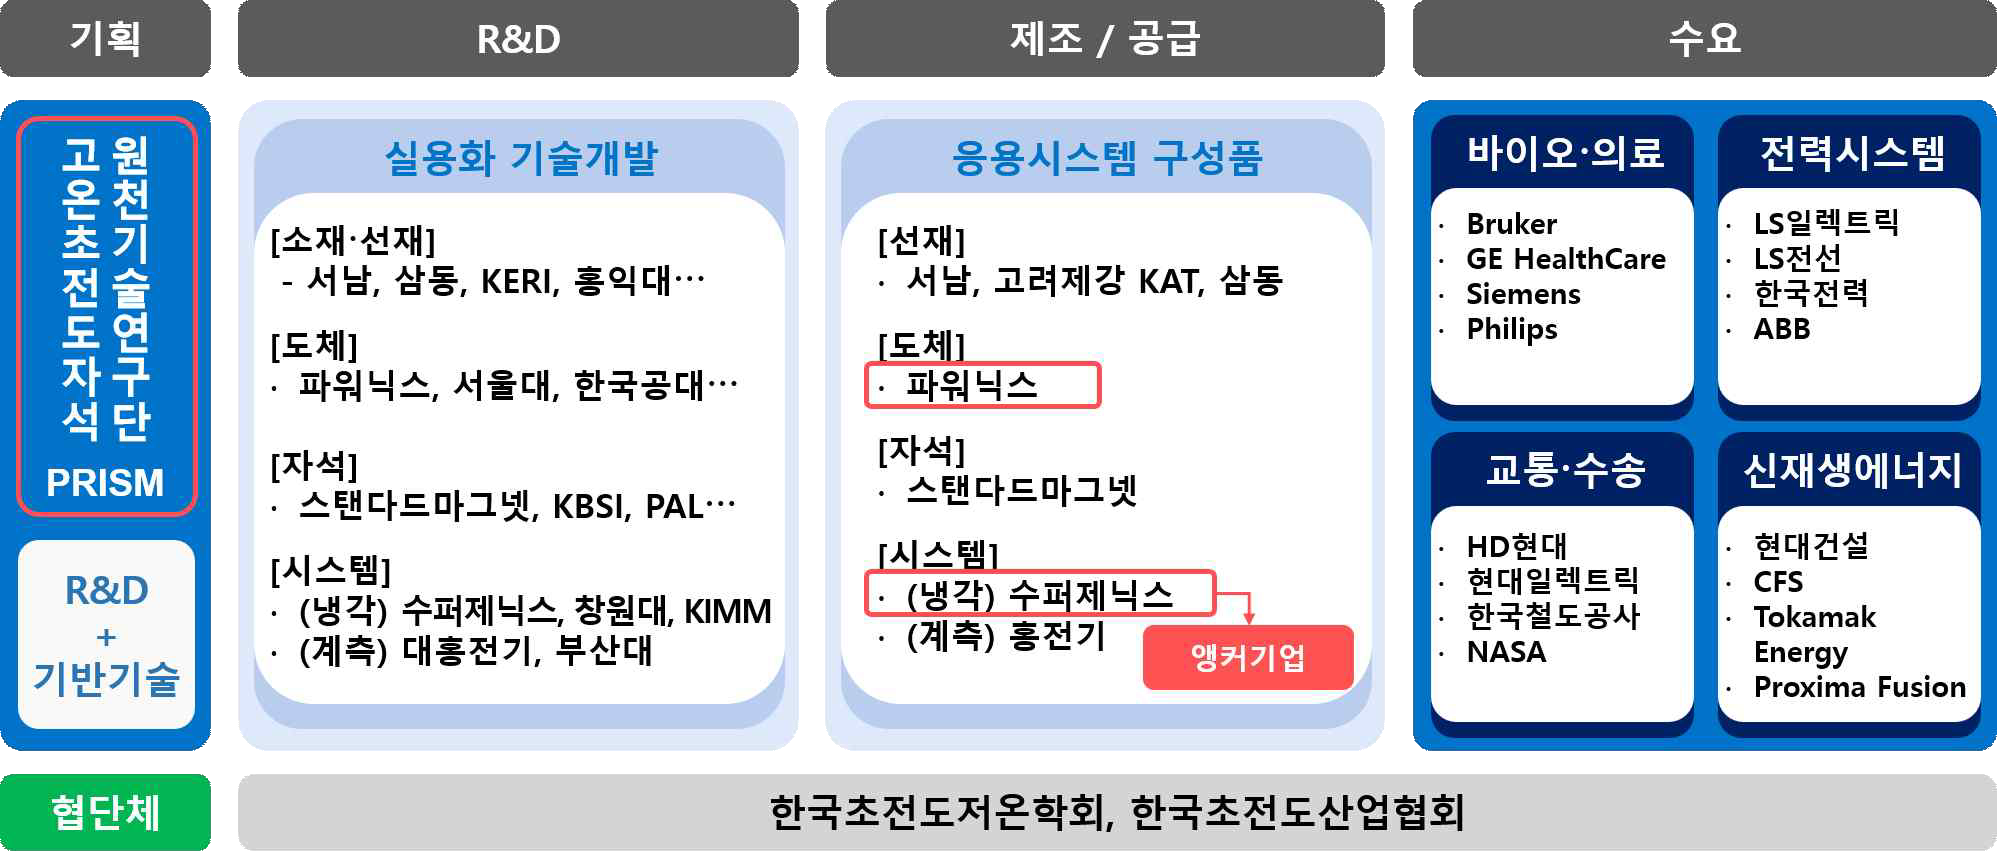 기획
R&D
제조 / 공급
수요
고온초전도자석
원천기술연구단
PRISM
R&D
+
기반기술
실용화 기술개발
[소재·선재]
- 서남, 삼동, KERI, 홍익대…
[도체]
· 파워닉스, 서울대, 한국공대…
[자석]
· 스탠다드마그넷, KBSI, PAL…
[시스템]
· (냉각) 수퍼제닉스, 창원대, KIMM
· (계측) 대홍전기, 부산대
응용시스템 구성품
[선재]
· 서남, 고려제강 KAT, 삼동
[도체]
· 파워닉스
[자석]
· 스탠다드마그넷
[시스템]
· (냉각) 수퍼제닉스
· (계측) 홍전기
앵커기업
바이오·의료
· Bruker
· GE HealthCare
· Siemens
· Philips
전력시스템
· LS일렉트릭
· LS전선
· 한국전력
· ABB
교통·수송
· HD현대
· 현대일렉트릭
· 한국철도공사
· NASA
신재생에너지
· 현대건설
· CFS
· Tokamak
· Energy
· Proxima Fusion
협단체
한국초전도저온학회, 한국초전도산업협회